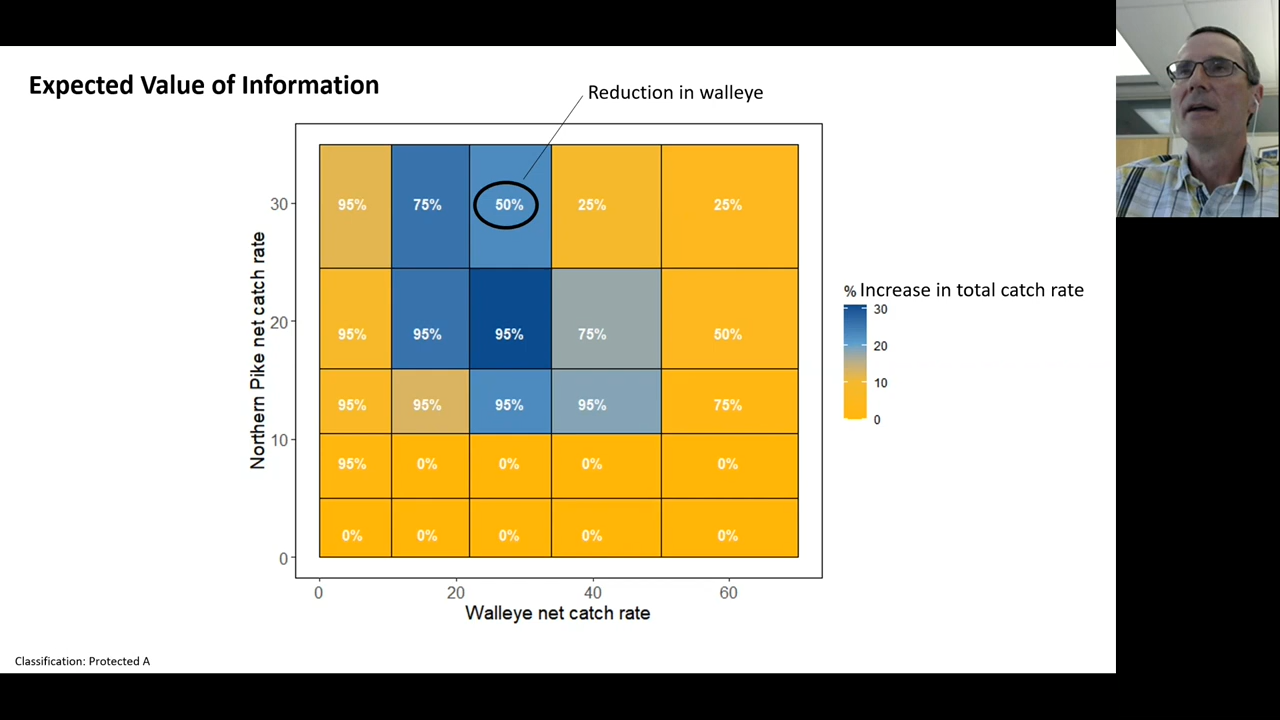 Expected Value of Information
Reduction in walleye
Northern Pike net catch rate
30
20
10
0
95% 75% 50% 25% 25%
95% 95% 95% 75% 50%
95% 95% 95% 95% 75%
95% 0% 0% 0% 0%
0% 0% 0% 0% 0%
0 20 40 60
Walleye net catch rate
% Increase in total catch rate
30
20
10
0
Classification: Protected A